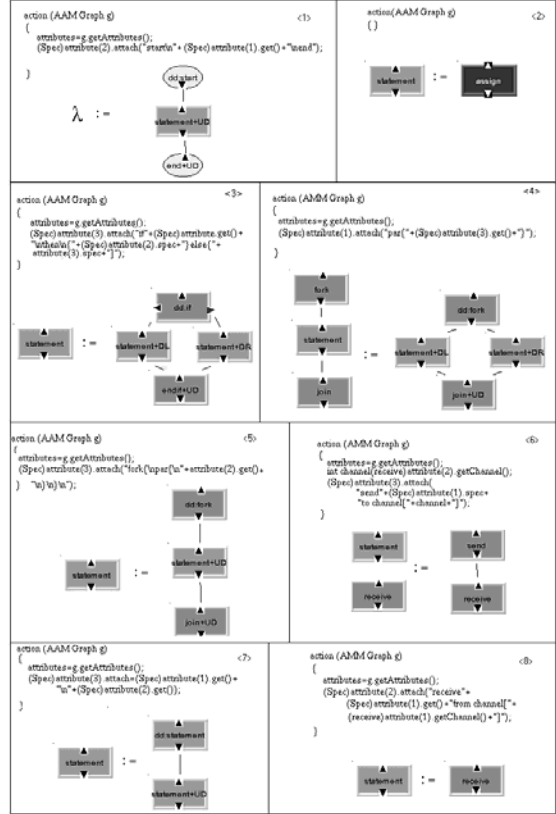 action (AAM Graph g) <1>
{
attributes=g.getAttributes();
(Spec)attribute(2).attach("start\n"+ (Spec)attribute(1).get()+"\nend");
}
dd:start
λ :=
statement+UD
end+UD
action(AAM Graph g) <2>
{}
statement := assign
action (AAM Graph g) <3>
{
attributes=g.getAttributes();
(Spec)attribute(3).attach("if"+(Spec)attribute.get()+
"\nthen\n{"+(Spec)attribute(2).spec+"} else{"+
attribute(3).spec+"}");
}
dd:if
statement := statement+DL statement+DR
endif+UD
action (AMM Graph g) <4>
{
attributes=g.getAttributes();
(Spec)attribute(1).attach("par{"+(Spec)attribute(3).get()+"}");
}
fork
dd:fork
statement := statement+DL statement+DR
join
join+UD
action (AAM Graph g) <5>
{
attributes=g.getAttributes();
(Spec)attribute(3).attach("fork{\npar{\n"+attribute(2).get()+
} "\n}\n}\n");
dd:fork
statement := statement+UD
join+UD
action (AMM Graph g) <6>
{
attributes=g.getAttributes();
int channel(receive)attribute(2).getChannel();
(Spec)attribute(3).attach(
"send"+(Spec)attribute(1).spec+
"to channel["+channel+"]");
}
statement := send
receive receive
action (AAM Graph g) <7>
{
attributes=g.getAttributes();
(Spec)attribute(3).attach=(Spec)attribute(1).get()+
"\n"+(Spec)attribute(2).get());
}
dd:statement
statement :=
statement+UD
action (AMM Graph g) <8>
{
attributes=g.getAttributes();
(Spec)attribute(2).attach("receive"+
(Spec)attribute(1).get()+"from channel["+
(receive)attribute(1).getChannel()+"]");
}
statement := receive